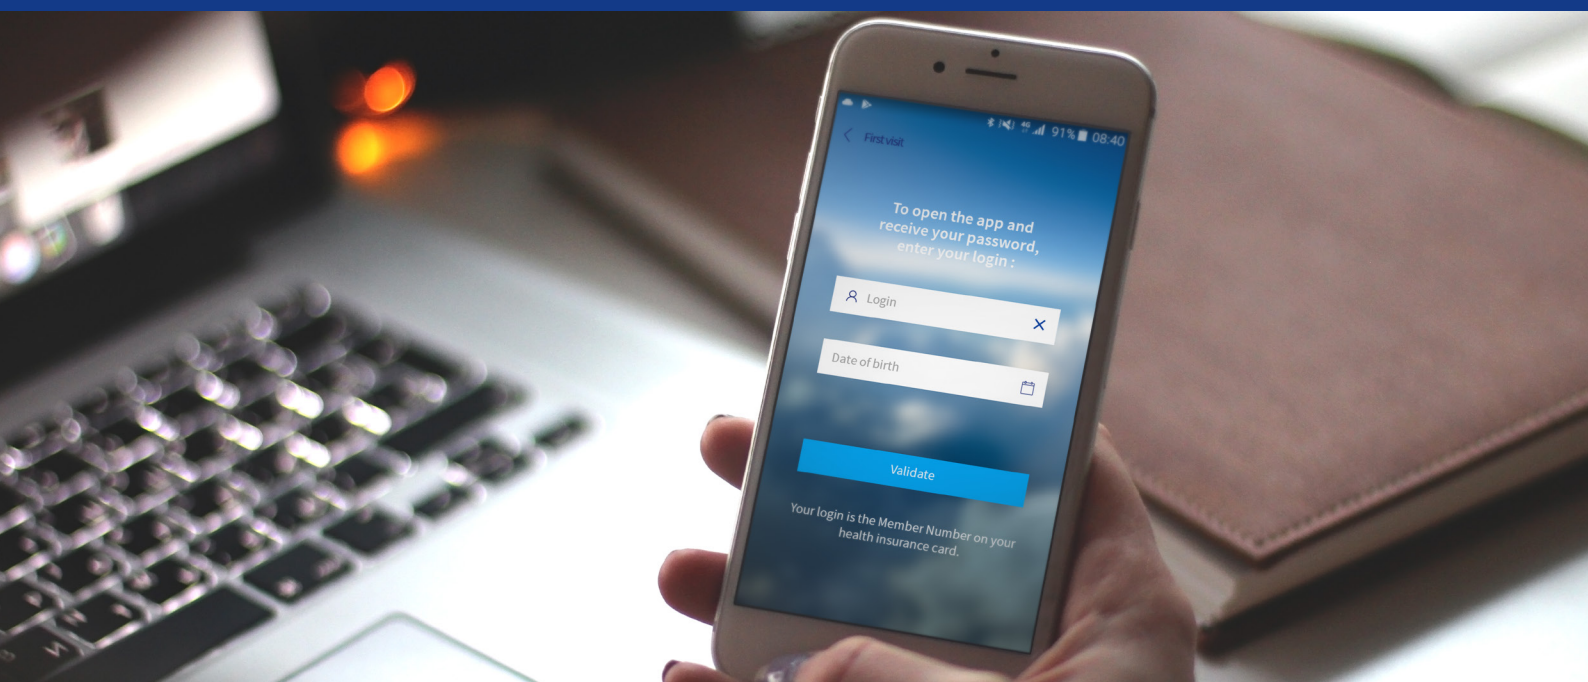 4G 91% 08:40
First visit
To open the app and
receive your password,
enter your login :
Login
Date of birth
Validate
Your login is the Member Number on your
health insurance card.